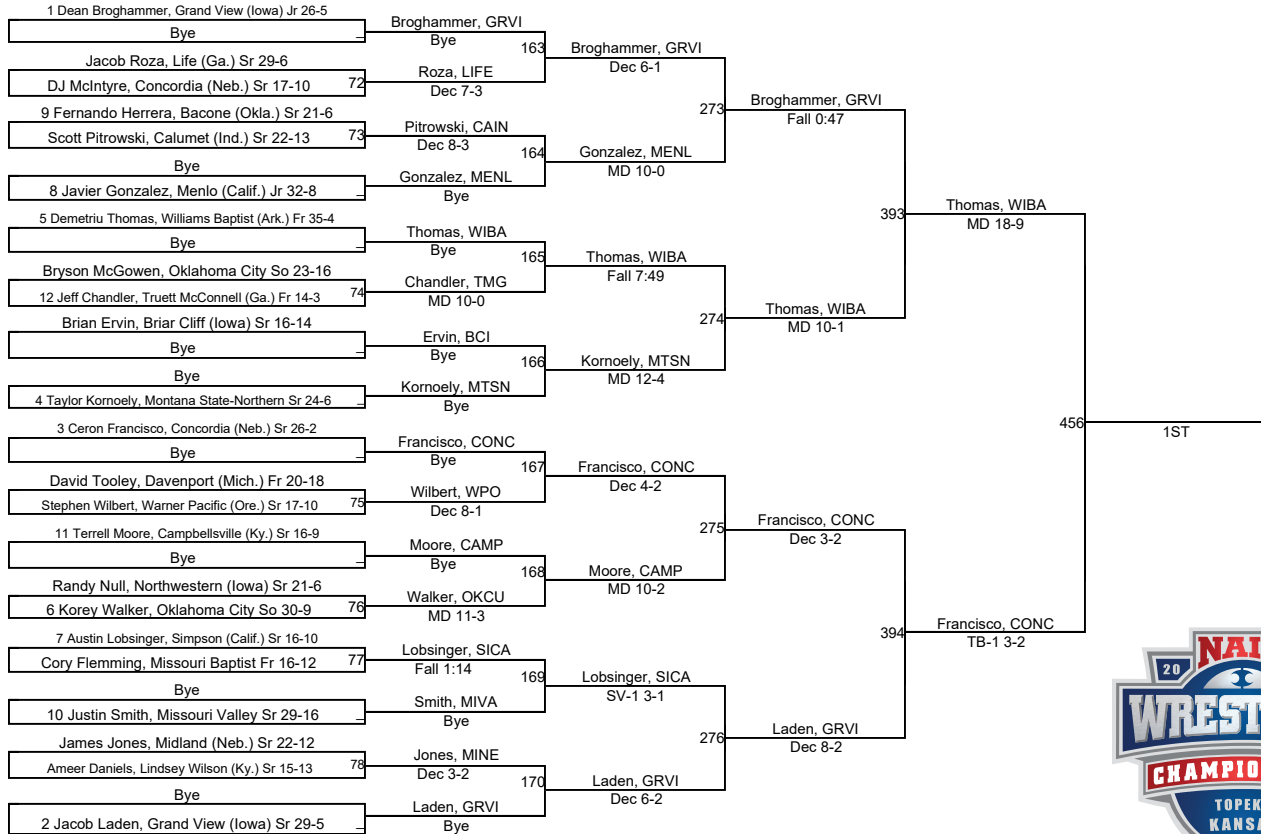 1 Dean Broghammer, Grand View (Iowa) Jr 26-5
Bye
Jacob Roza, Life (Ga.) Sr 29-6
DJ McIntyre, Concordia (Neb.) Sr 17-10
72
9 Fernando Herrera, Bacone (Okla.) Sr 21-6
Scott Pitrowski, Calumet (Ind.) Sr 22-13
73
Bye
8 Javier Gonzalez, Menlo (Calif.) Jr 32-8
5 Demetriu Thomas, Williams Baptist (Ark.) Fr 35-4
Bye
Bryson McGowen, Oklahoma City So 23-16
12 Jeff Chandler, Truett McConnell (Ga.) Fr 14-3
74
Brian Ervin, Briar Cliff (Iowa) Sr 16-14
Bye
Bye
4 Taylor Kornoely, Montana State-Northern Sr 24-6
3 Ceron Francisco, Concordia (Neb.) Sr 26-2
Bye
David Tooley, Davenport (Mich.) Fr 20-18
Stephen Wilbert, Warner Pacific (Ore.) Sr 17-10
75
11 Terrell Moore, Campbellsville (Ky.) Sr 16-9
Bye
Randy Null, Northwestern (Iowa) Sr 21-6
6 Korey Walker, Oklahoma City So 30-9
76
7 Austin Lobsinger, Simpson (Calif.) Sr 16-10
Cory Flemming, Missouri Baptist Fr 16-12
77
Bye
10 Justin Smith, Missouri Valley Sr 29-16
James Jones, Midland (Neb.) Sr 22-12
Ameer Daniels, Lindsey Wilson (Ky.) Sr 15-13
78
Bye
2 Jacob Laden, Grand View (Iowa) Sr 29-5
Broghammer, GRVI
Bye
163
Roza, LIFE
Dec 7-3
Pitrowski, CAIN
Dec 8-3
164
Gonzalez, MENL
Bye
Thomas, WIBA
Bye
165
Chandler, TMG
MD 10-0
Ervin, BCI
Bye
166
Kornoely, MTSN
Bye
Francisco, CONC
Bye
167
Wilbert, WPO
Dec 8-1
Moore, CAMP
Bye
168
Walker, OKCU
MD 11-3
Lobsinger, SICA
Fall 1:14
169
Smith, MIVA
Bye
Jones, MINE
Dec 3-2
170
Laden, GRVI
Bye
Broghammer, GRVI
Dec 6-1
273
Gonzalez, MENL
MD 10-0
Thomas, WIBA
Fall 7:49
274
Kornoely, MTSN
MD 12-4
Francisco, CONC
Dec 4-2
275
Moore, CAMP
MD 10-2
Lobsinger, SICA
SV-1 3-1
276
Laden, GRVI
Dec 6-2
Broghammer, GRVI
Fall 0:47
393
Thomas, WIBA
MD 10-1
Francisco, CONC
Dec 3-2
394
Laden, GRVI
Dec 8-2
Thomas, WIBA
MD 18-9
456
Francisco, CONC
TB-1 3-2
1ST
20
NAI
WREST
CHAMPIO
TOPEK
KANSA